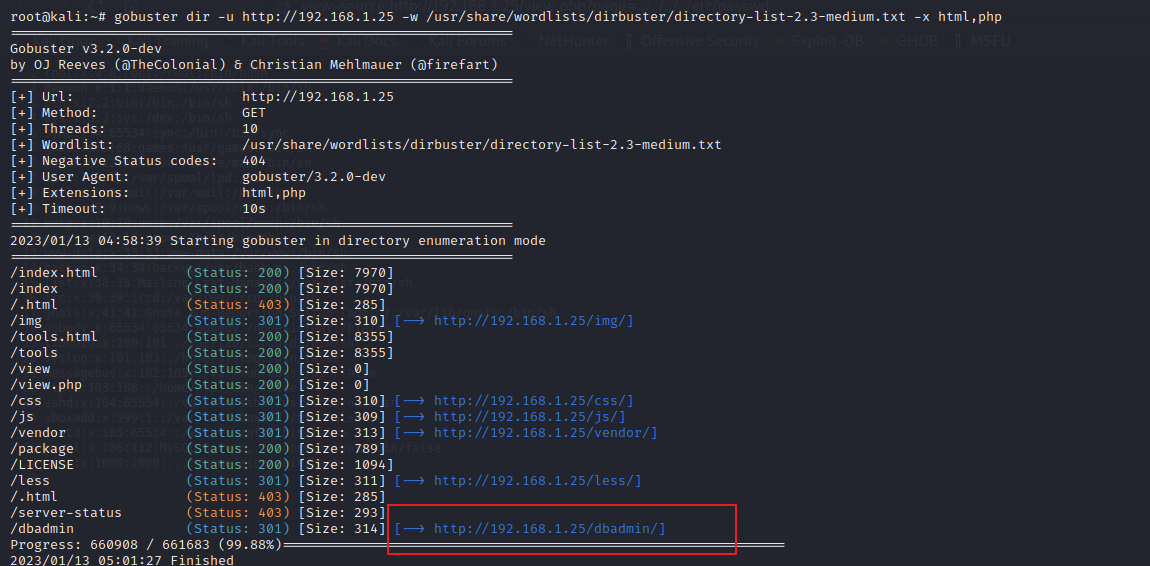 root@kali:~# gobuster dir -u http://192.168.1.25 -w /usr/share/wordlists/dirbuster/directory-list-2.3-medium.txt -x html,php
===============================================================
Gobuster v3.2.0-dev
by OJ Reeves (@TheColonial) & Christian Mehlmauer (@firefart)
===============================================================
[+] Url: http://192.168.1.25
[+] Method: GET
[+] Threads: 10
[+] Wordlist: /usr/share/wordlists/dirbuster/directory-list-2.3-medium.txt
[+] Negative Status codes: 404
[+] User Agent: gobuster/3.2.0-dev
[+] Extensions: html,php
[+] Timeout: 10s
===============================================================
2023/01/13 04:58:39 Starting gobuster in directory enumeration mode
===============================================================
/index.html (Status: 200) [Size: 7970]
/index (Status: 200) [Size: 7970]
/.html (Status: 403) [Size: 285]
/img (Status: 301) [Size: 310] [--> http://192.168.1.25/img/]
/tools.html (Status: 200) [Size: 8355]
/tools (Status: 200) [Size: 8355]
/view (Status: 200) [Size: 0]
/view.php (Status: 200) [Size: 0]
/css (Status: 301) [Size: 310] [--> http://192.168.1.25/css/]
/js (Status: 301) [Size: 309] [--> http://192.168.1.25/js/]
/vendor (Status: 301) [Size: 313] [--> http://192.168.1.25/vendor/]
/package (Status: 200) [Size: 789]
/LICENSE (Status: 200) [Size: 1094]
/less (Status: 301) [Size: 311] [--> http://192.168.1.25/less/]
/.html (Status: 403) [Size: 285]
/server-status (Status: 403) [Size: 293]
/dbadmin (Status: 301) [Size: 314] [--> http://192.168.1.25/dbadmin/]
Progress: 660908 / 661683 (99.88%)===============================================================
2023/01/13 05:01:27 Finished